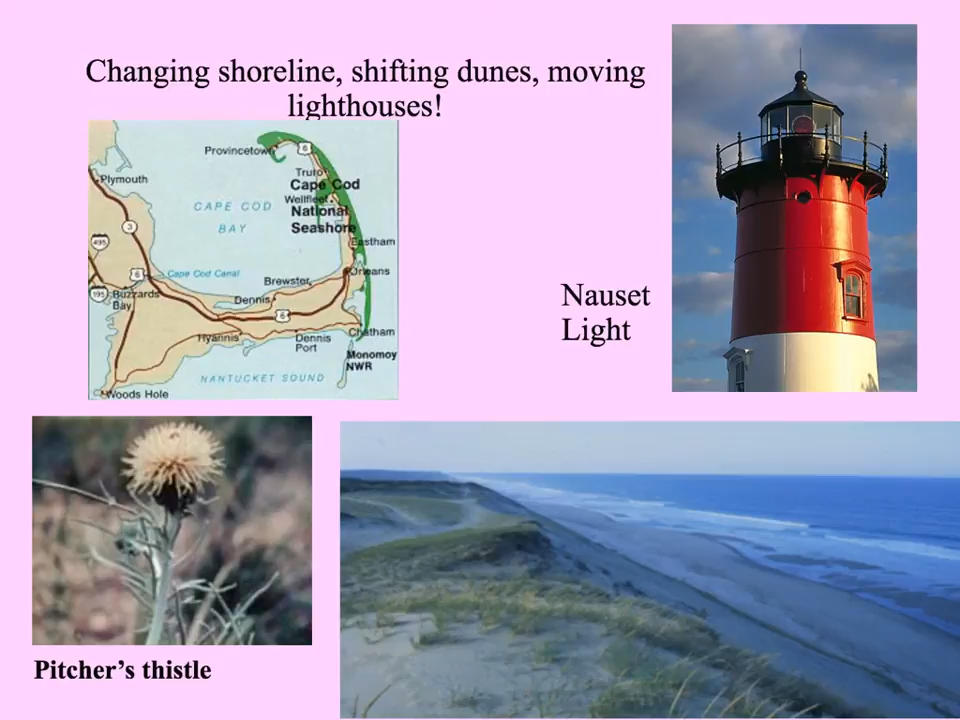 Changing shoreline, shifting dunes, moving
lighthouses!
Provincetown
6
Truro
Cape Cod
Wellfleet
National
Seashore
Plymouth
CAPE COD
BAY
3
495
Eastham
6
Cape Cod Canal
Orleans
Brewster
195
Buzzards
Bay
Dennis
6
Hyannis
Dennis
Port
Chatham
Monomoy
NWR
NANTUCKET SOUND
Woods Hole
Nauset
Light
Pitcher’s thistle